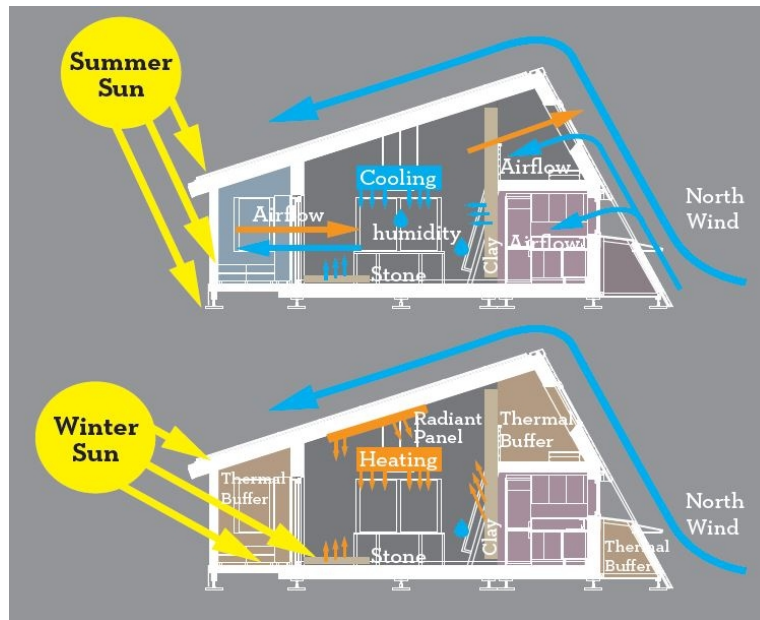 Summer
Sun
Cooling
Airflow
Airflow
humidity
Airflow
Stone
Clay
North
Wind
Winter
Sun
Radiant
Panel
Thermal
Buffer
Heating
Thermal
Buffer
Stone
Clay
North
Wind
Thermal
Buffer